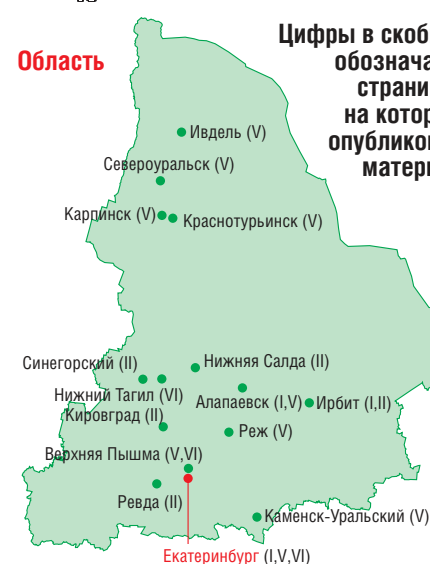 Область
Цифры в скоб
обознача
страни
на котор
опубликов
матери
Ивдель (V)
Североуральск (V)
Карпинск (V)
Краснотурьинск (V)
Синегорский (II)
Нижняя Салда (II)
Нижний Тагил (VI)
Алапаевск (I,V)
Ирбит (I,II)
Кировград (II)
Реж (V)
Верхняя Пышма (V,VI)
Ревда (II)
Каменск-Уральский (V)
Екатеринбург (I,V,VI)